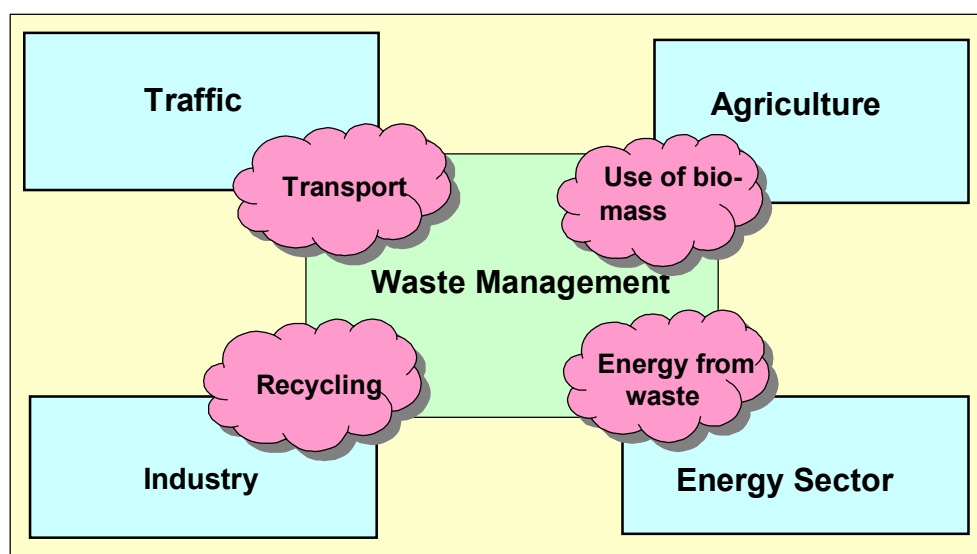 Traffic
Agriculture
Transport
Use of bio-
mass
Waste Management
Recycling
Energy from
waste
Industry
Energy Sector